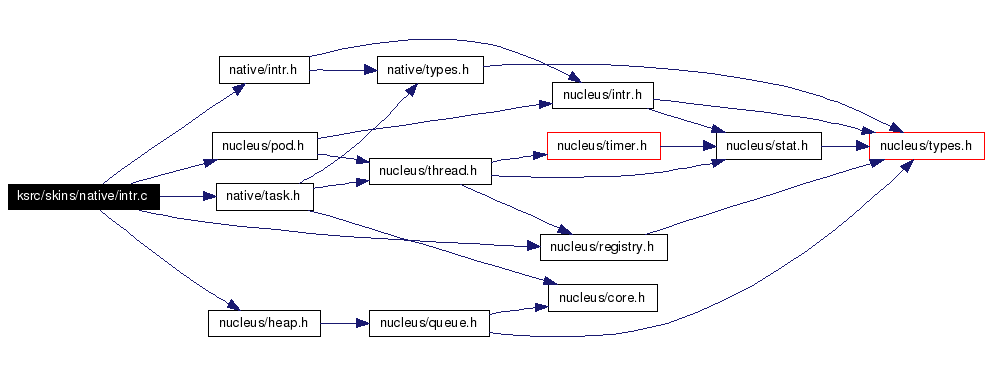 native/intr.h
native/types.h
nucleus/intr.h
nucleus/pod.h
nucleus/timer.h
nucleus/stat.h
nucleus/types.h
nucleus/thread.h
ksrc/skins/native/intr.c
native/task.h
nucleus/registry.h
nucleus/core.h
nucleus/heap.h
nucleus/queue.h